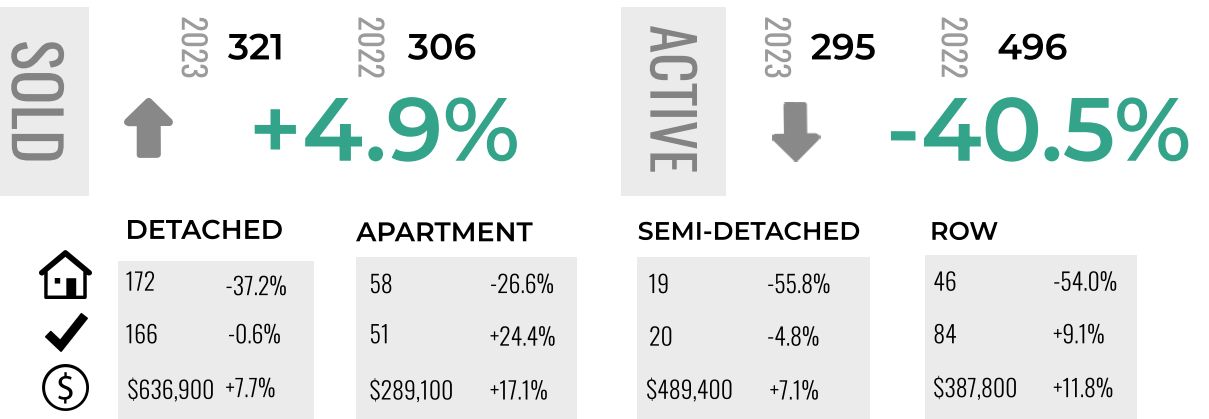 SOLD
2023 321 2022 306
+4.9%
ACTIVE
2023 295 2022 496
-40.5%
DETACHED APARTMENT SEMI-DETACHED ROW
172 -37.2% 58 -26.6% 19 -55.8% 46 -54.0%
166 -0.6% 51 +24.4% 20 -4.8% 84 +9.1%
$
$636,900 +7.7% $289,100 +17.1% $489,400 +7.1% $387,800 +11.8%